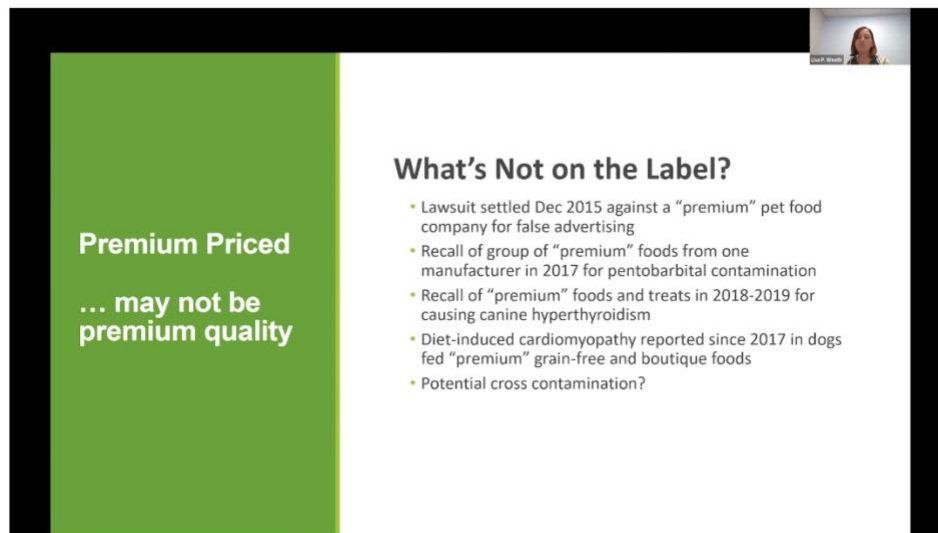 Lisa P. Weeth
Premium Priced
… may not be
premium quality
What's Not on the Label?
• Lawsuit settled Dec 2015 against a “premium” pet food
company for false advertising
• Recall of group of “premium” foods from one
manufacturer in 2017 for pentobarbital contamination
• Recall of “premium” foods and treats in 2018-2019 for
causing canine hyperthyroidism
• Diet-induced cardiomyopathy reported since 2017 in dogs
fed “premium” grain-free and boutique foods
• Potential cross contamination?